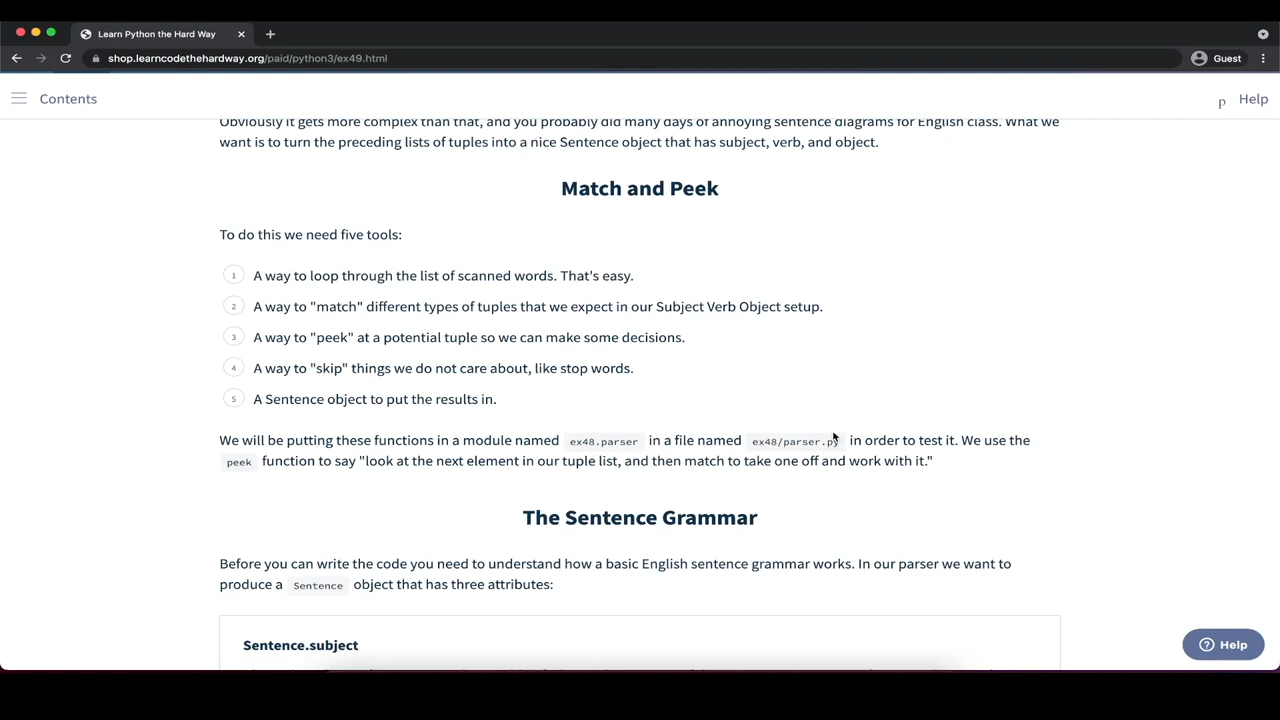 Learn Python the Hard Way
shop.learncodethehardway.org/paid/python3/ex49.html
Guest
Contents
p Help
Obviously it gets more complex than that, and you probably did many days of annoying sentence diagrams for English class. What we
want is to turn the preceding lists of tuples into a nice Sentence object that has subject, verb, and object.
Match and Peek
To do this we need five tools:
1 A way to loop through the list of scanned words. That's easy.
2 A way to "match" different types of tuples that we expect in our Subject Verb Object setup.
3 A way to "peek" at a potential tuple so we can make some decisions.
4 A way to "skip" things we do not care about, like stop words.
5 A Sentence object to put the results in.
We will be putting these functions in a module named ex48.parser in a file named ex48/parser.py in order to test it. We use the
peek function to say "look at the next element in our tuple list, and then match to take one off and work with it."
The Sentence Grammar
Before you can write the code you need to understand how a basic English sentence grammar works. In our parser we want to
produce a Sentence object that has three attributes:
Sentence.subject
Help